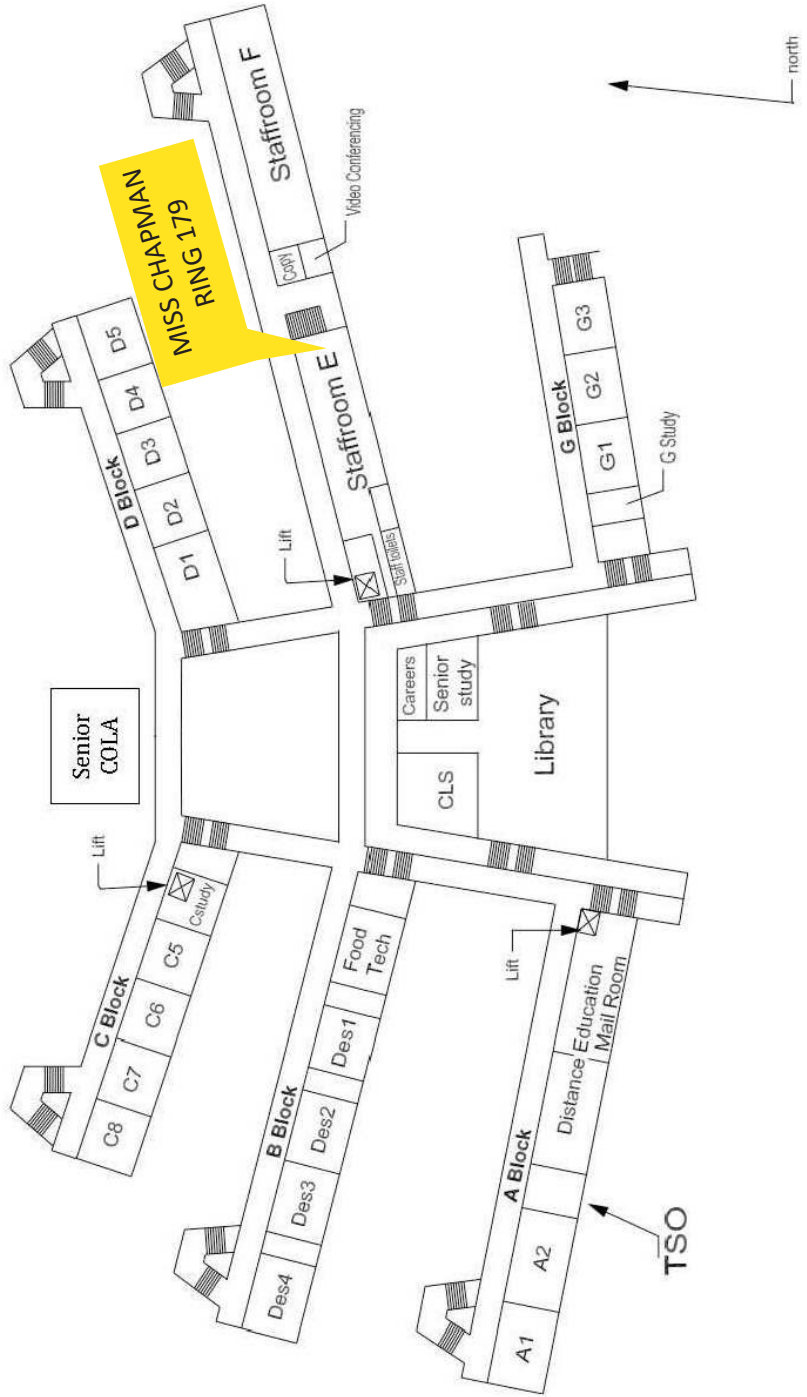 Senior
COLA
Lift
C Block
C8
C7
C6
C5
Cstudy
D Block
D1
D2
D3
D4
D5
MISS CHAPMAN
RING 179
Lift
Staffroom E
Staff toilets
Copy
Video Conferencing
Staffroom F
B Block
Des4
Des3
Des2
Des1
Food
Tech
CLS
Careers
Senior
study
Library
Lift
A Block
A1
A2
Distance Education
Mail Room
TSO
G Block
G1
G2
G3
G Study
north